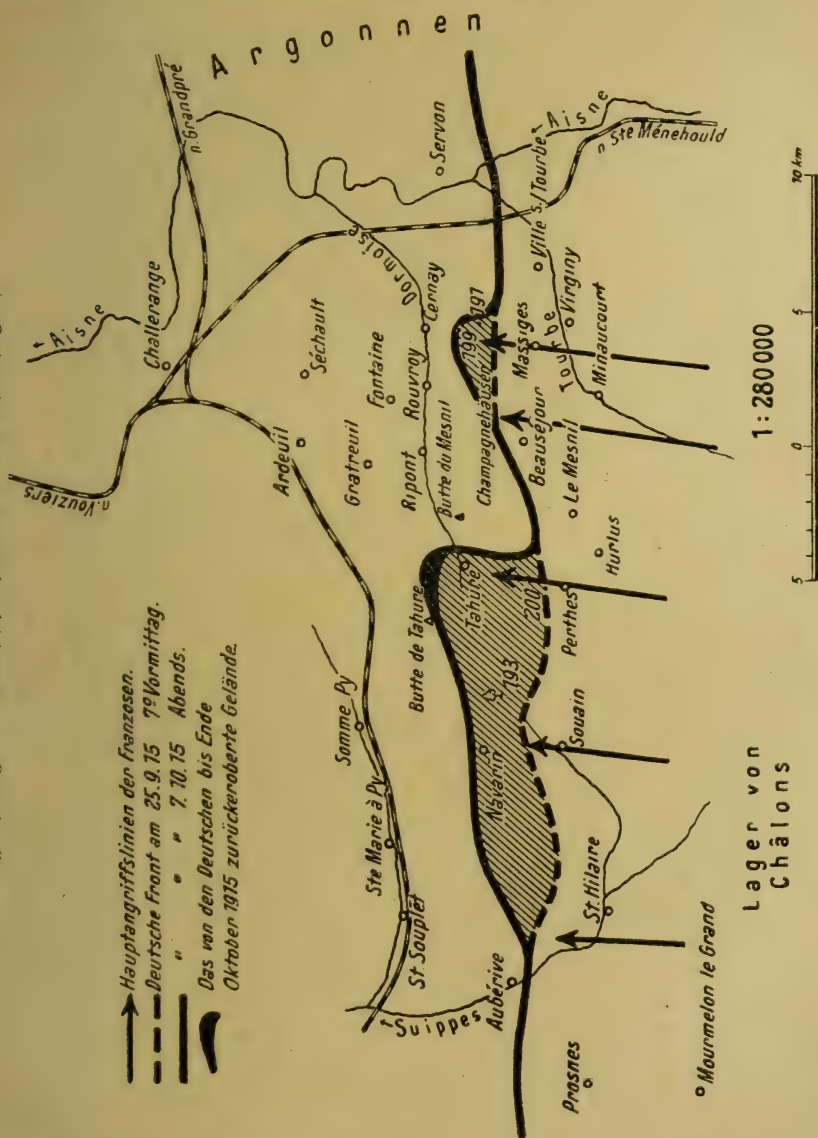 Hauptangriffslinien der Franzosen.
Deutsche Front am 25.9.15 7⁰ Vormittag.
" " " 7.10.15 Abends.
Das von den Deutschen bis Ende
Oktober 1915 zurückeroberte Gelände.
Argonnen
n. Vouziers
Aisne
Challerange
n. Grandpré
Séchault
Ardeuil
Fontaine
Gratreuil
Dormoise
Servon
Cernay
Rouvroy
Ripont
Butte du Mesnil
Somme Py
Ste Marie à Py
St Souplet
Suippes
Butte de Tahure
Tahure
Navarin
193
200
Champagnehausen
199
191
Massiges
Ville s./Tourbe
Aisne
n Ste Ménehould
Tourbe
Virginy
Minaucourt
Beauséjour
Le Mesnil
Hurlus
Perthes
Souain
St. Hilaire
Aubérive
Prosnes
Mourmelon le Grand
Lager von
Châlons
1:280000
5 0 5 10 km